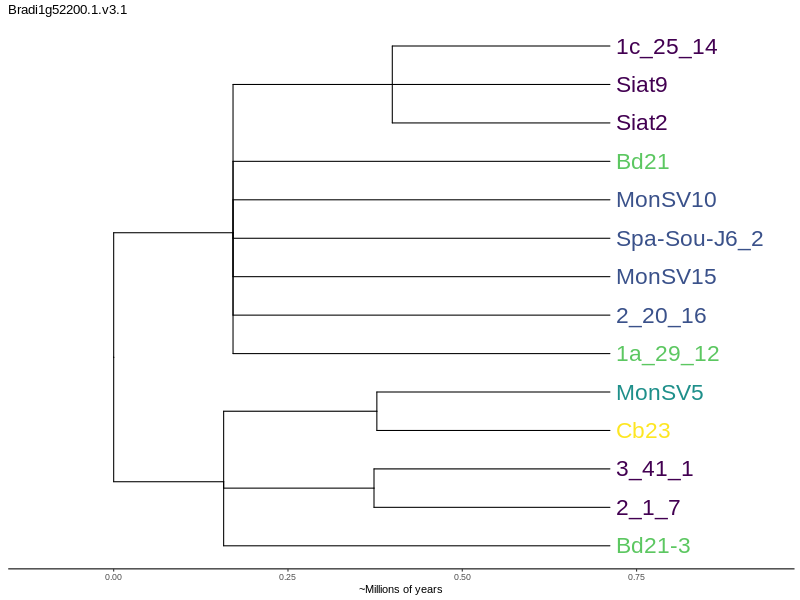 Bradi1g52200.1.v3.1
1c_25_14
Siat9
Siat2
Bd21
MonSV10
Spa-Sou-J6_2
MonSV15
2_20_16
1a_29_12
MonSV5
Cb23
3_41_1
2_1_7
Bd21-3
0.00 0.25 0.50 0.75
~Millions of years